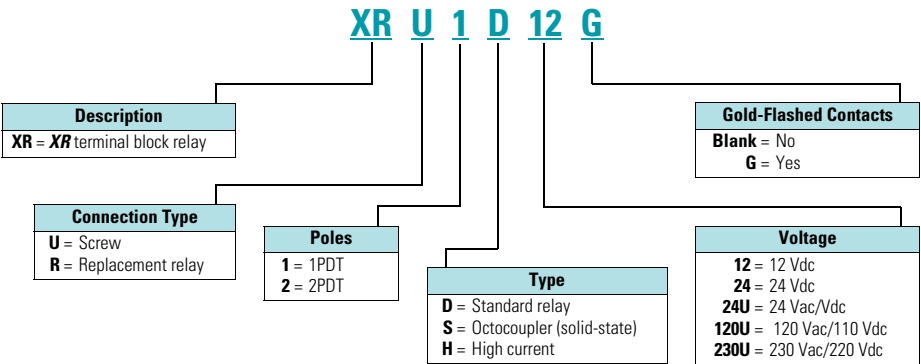 XR U 1 D 12 G
Description
XR = XR terminal block relay
Gold-Flashed Contacts
Blank = No
G = Yes
Connection Type
U = Screw
R = Replacement relay
Poles
1 = 1PDT
2 = 2PDT
Type
D = Standard relay
S = Octocoupler (solid-state)
H = High current
Voltage
12 = 12 Vdc
24 = 24 Vdc
24U = 24 Vac/Vdc
120U = 120 Vac/110 Vdc
230U = 230 Vac/220 Vdc